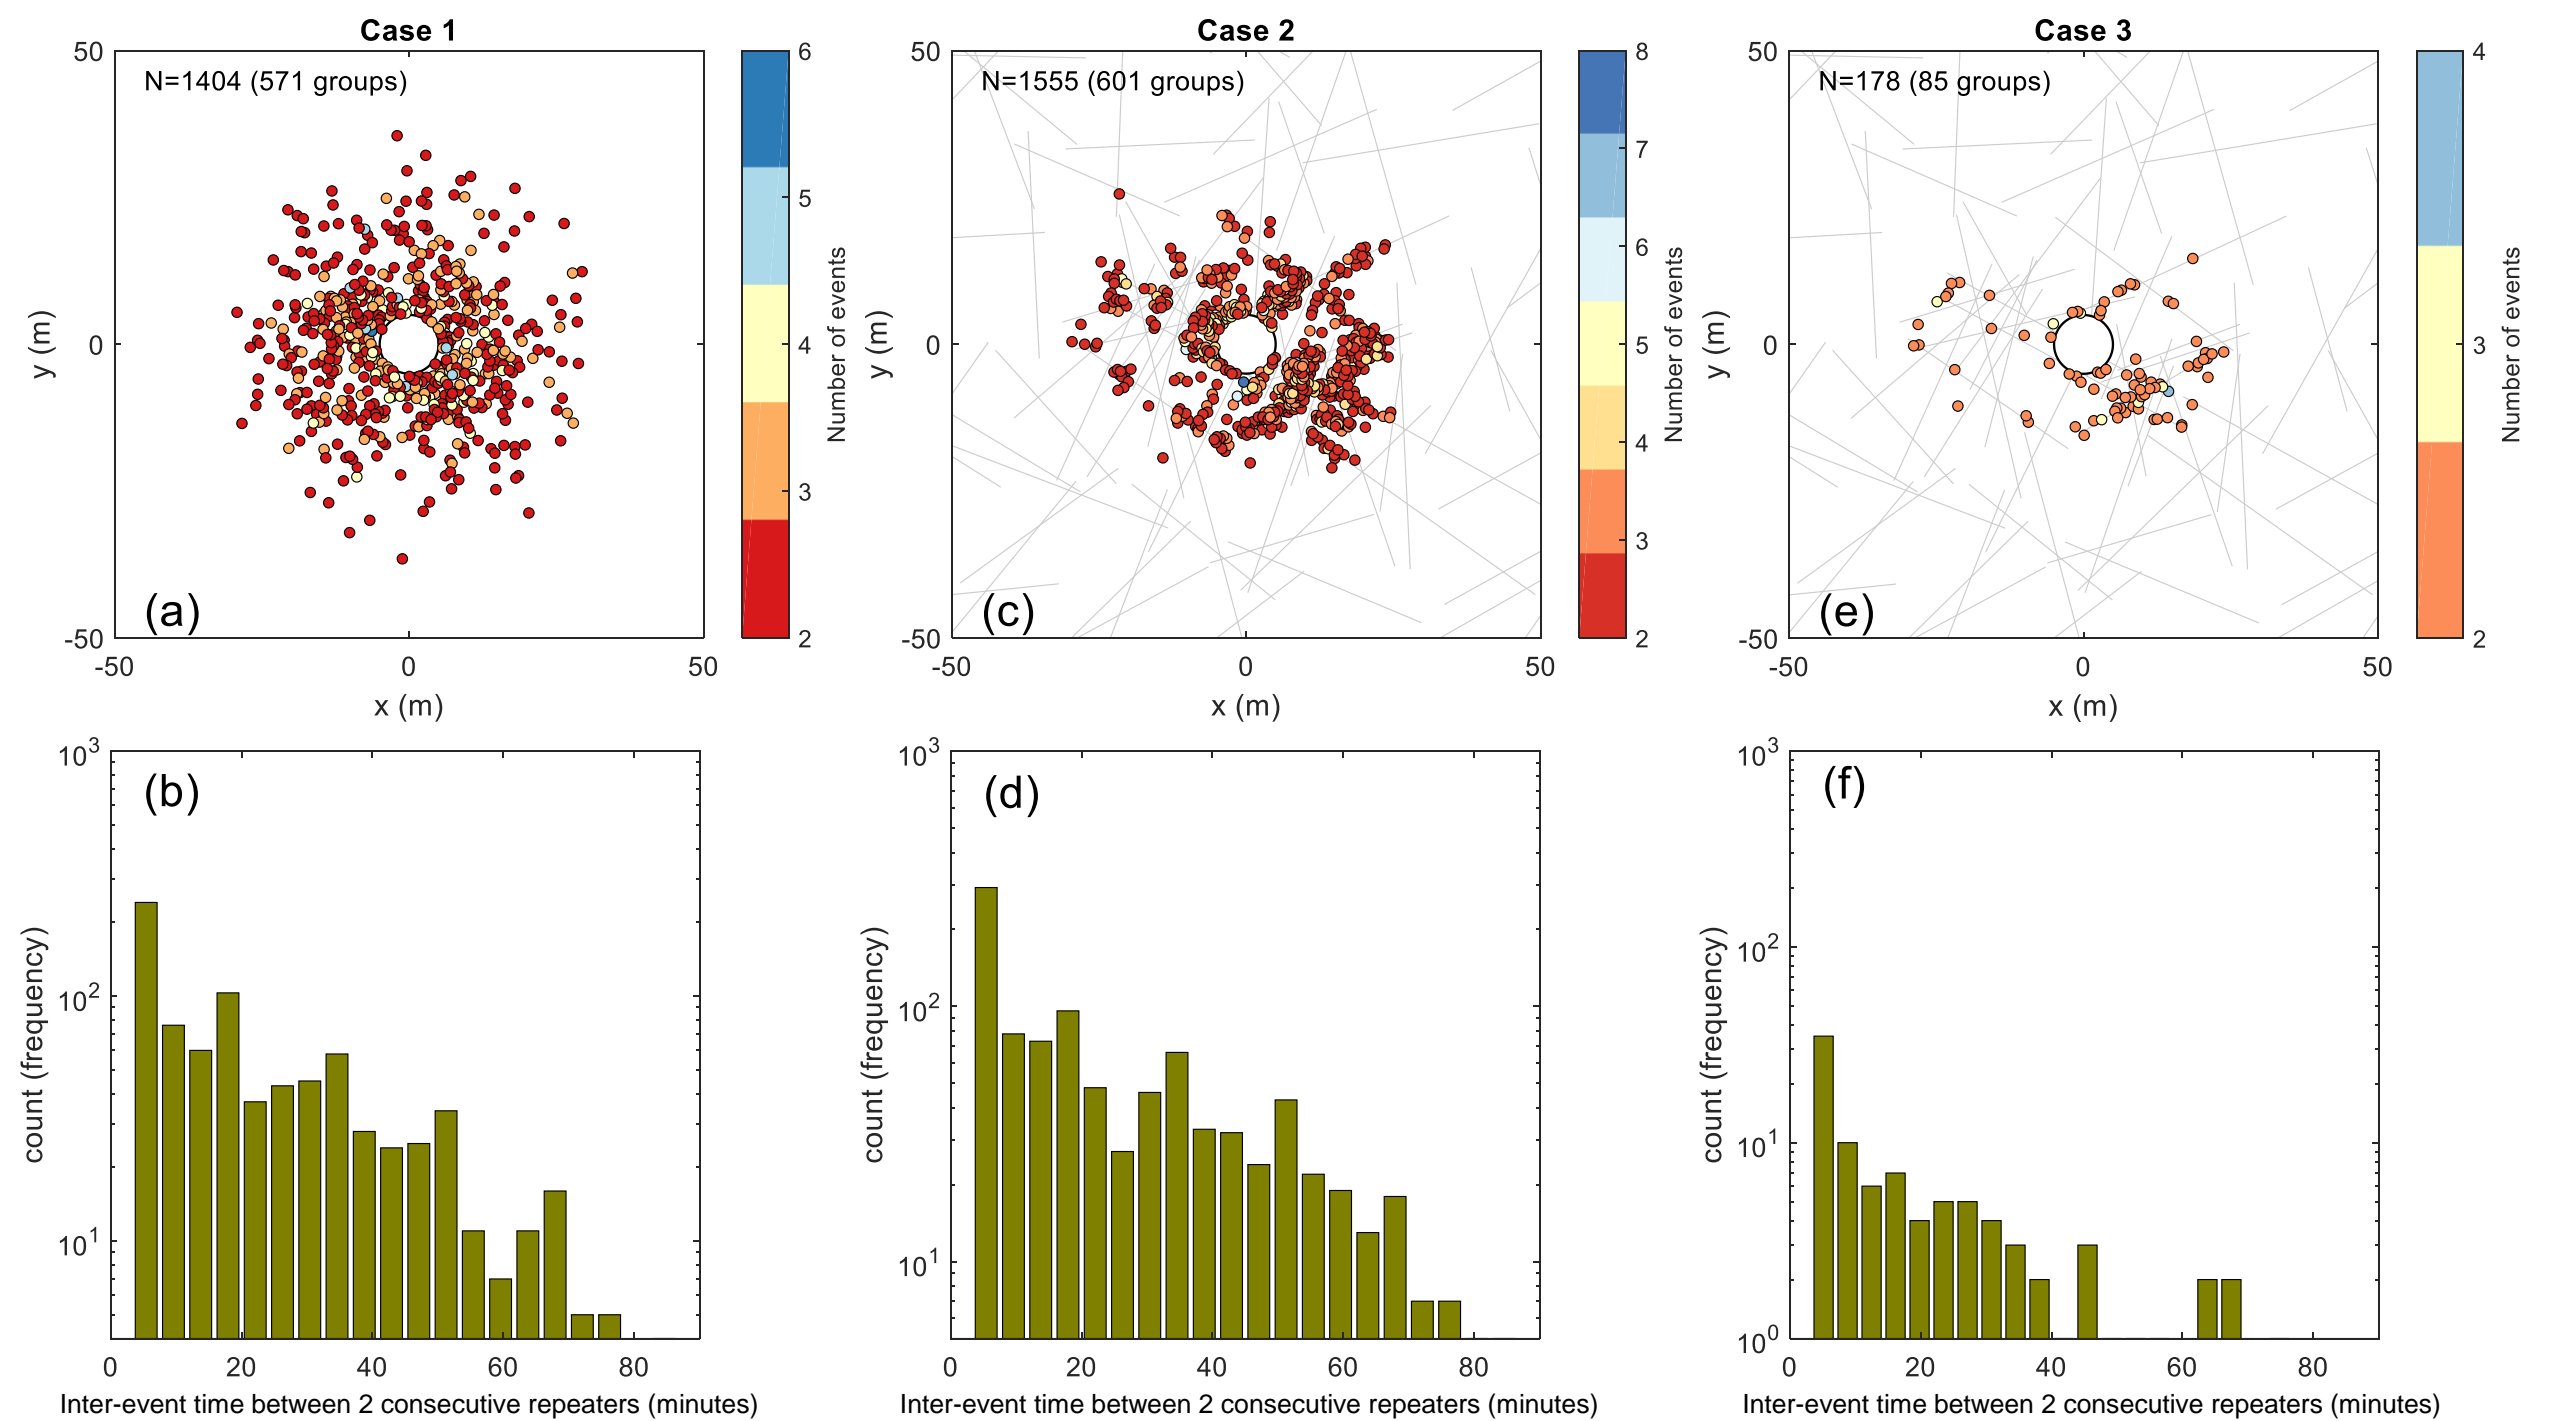 Case 1
N=1404 (571 groups)
50
0
-50
y (m)
(a)
-50
0
50
x (m)
6
5
4
3
2
Number of events
Case 2
N=1555 (601 groups)
50
0
-50
y (m)
(c)
-50
0
50
x (m)
8
7
6
5
4
3
2
Number of events
Case 3
N=178 (85 groups)
50
0
-50
y (m)
(e)
-50
0
50
x (m)
4
3
2
Number of events
(b)
10^3
10^2
10^1
count (frequency)
0
20
40
60
80
Inter-event time between 2 consecutive repeaters (minutes)
(d)
10^3
10^2
10^1
count (frequency)
0
20
40
60
80
Inter-event time between 2 consecutive repeaters (minutes)
(f)
10^3
10^2
10^1
10^0
count (frequency)
0
20
40
60
80
Inter-event time between 2 consecutive repeaters (minutes)